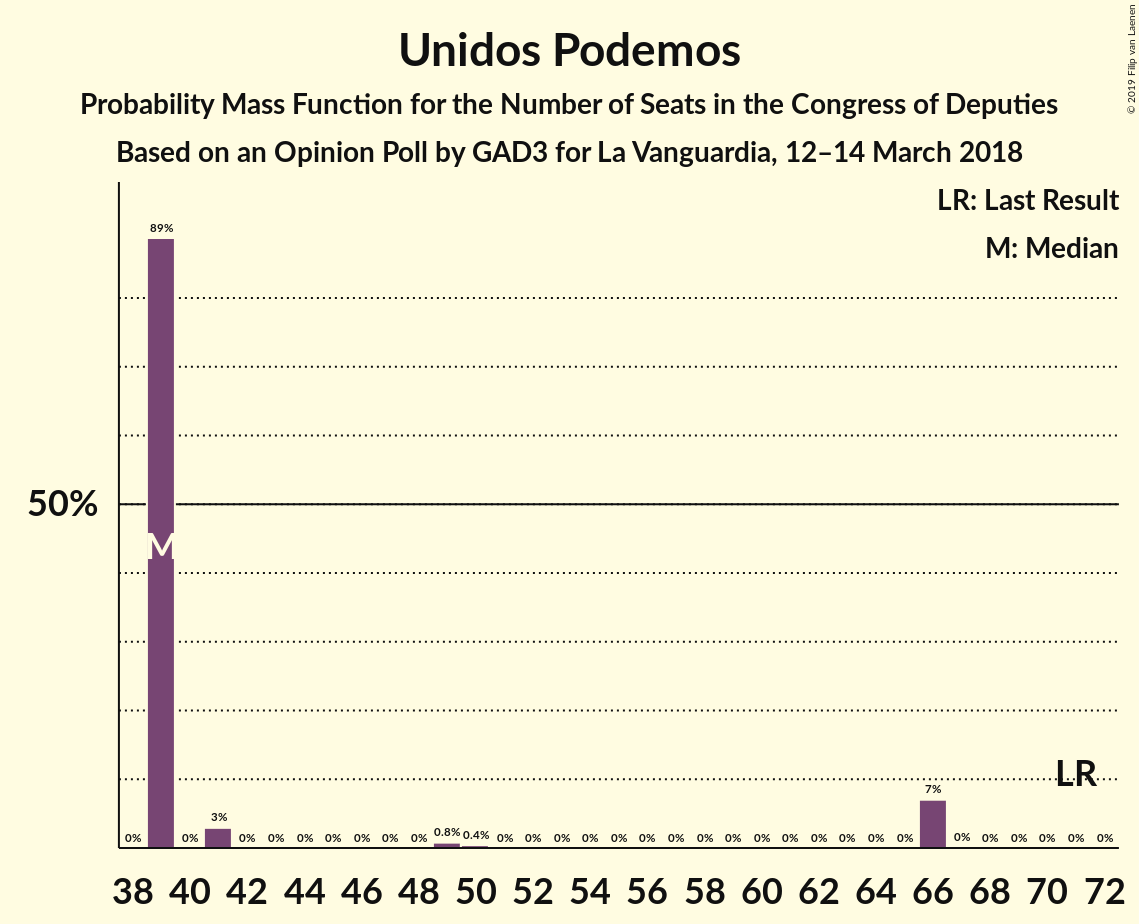 Unidos Podemos
Probability Mass Function for the Number of Seats in the Congress of Deputies
Based on an Opinion Poll by GAD3 for La Vanguardia, 12–14 March 2018
© 2019 Filip van Laenen
LR: Last Result
M: Median
50%
89%
M
LR
0% 0% 3% 0% 0% 0% 0% 0% 0% 0% 0.8% 0.4% 0% 0% 0% 0% 0% 0% 0% 0% 0% 0% 0% 0% 0% 0% 0% 7% 0% 0% 0% 0% 0% 0%
38 40 42 44 46 48 50 52 54 56 58 60 62 64 66 68 70 72